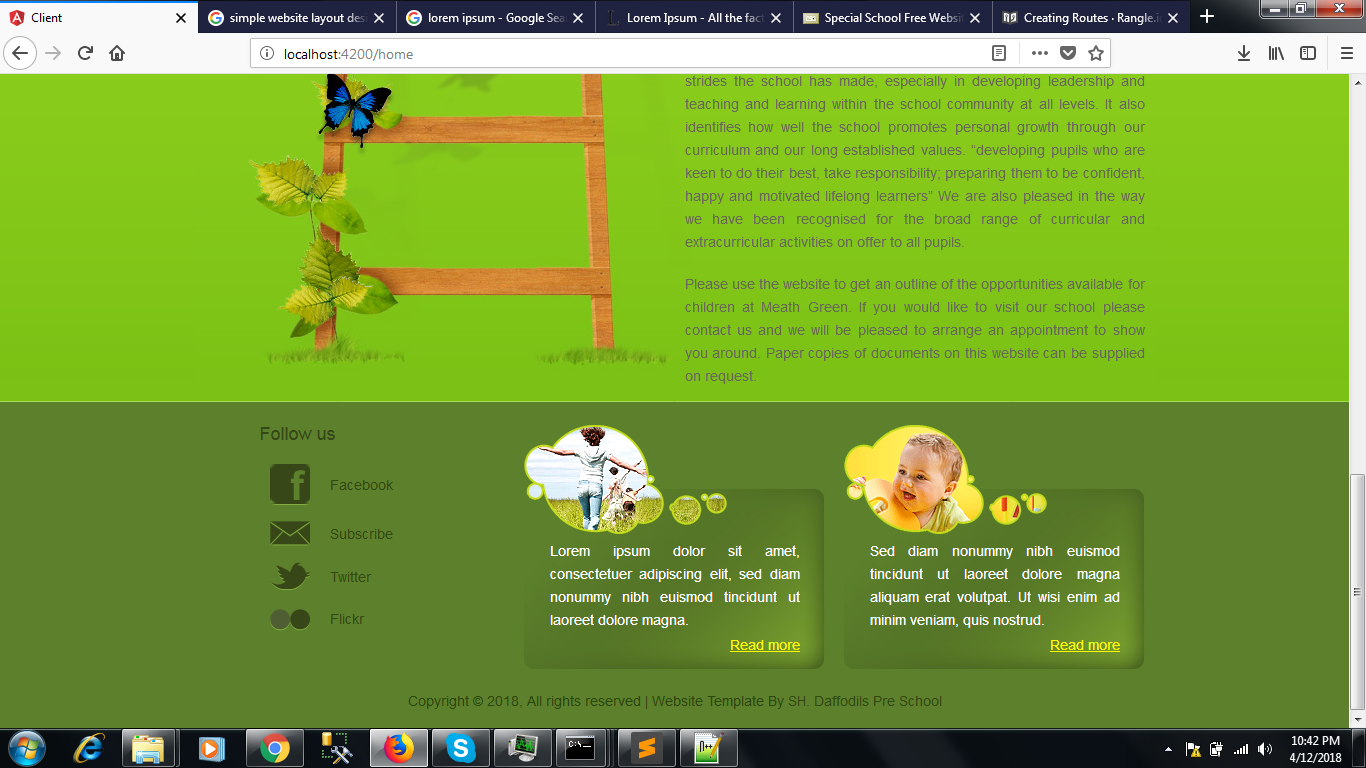 Client
simple website layout des
lorem ipsum - Google Sea
Lorem Ipsum - All the fact
Special School Free Websit
Creating Routes · Rangle.i
localhost:4200/home
strides the school has made, especially in developing leadership and
teaching and learning within the school community at all levels. It also
identifies how well the school promotes personal growth through our
curriculum and our long established values. “developing pupils who are
keen to do their best, take responsibility; preparing them to be confident,
happy and motivated lifelong learners” We are also pleased in the way
we have been recognised for the broad range of curricular and
extracurricular activities on offer to all pupils.
Please use the website to get an outline of the opportunities available for
children at Meath Green. If you would like to visit our school please
contact us and we will be pleased to arrange an appointment to show
you around. Paper copies of documents on this website can be supplied
on request.
Follow us
Facebook
Subscribe
Twitter
Flickr
Lorem ipsum dolor sit amet,
consectetuer adipiscing elit, sed diam
nonummy nibh euismod tincidunt ut
laoreet dolore magna.
Read more
Sed diam nonummy nibh euismod
tincidunt ut laoreet dolore magna
aliquam erat volutpat. Ut wisi enim ad
minim veniam, quis nostrud.
Read more
Copyright © 2018, All rights reserved | Website Template By SH. Daffodils Pre School
10:42 PM
4/12/2018